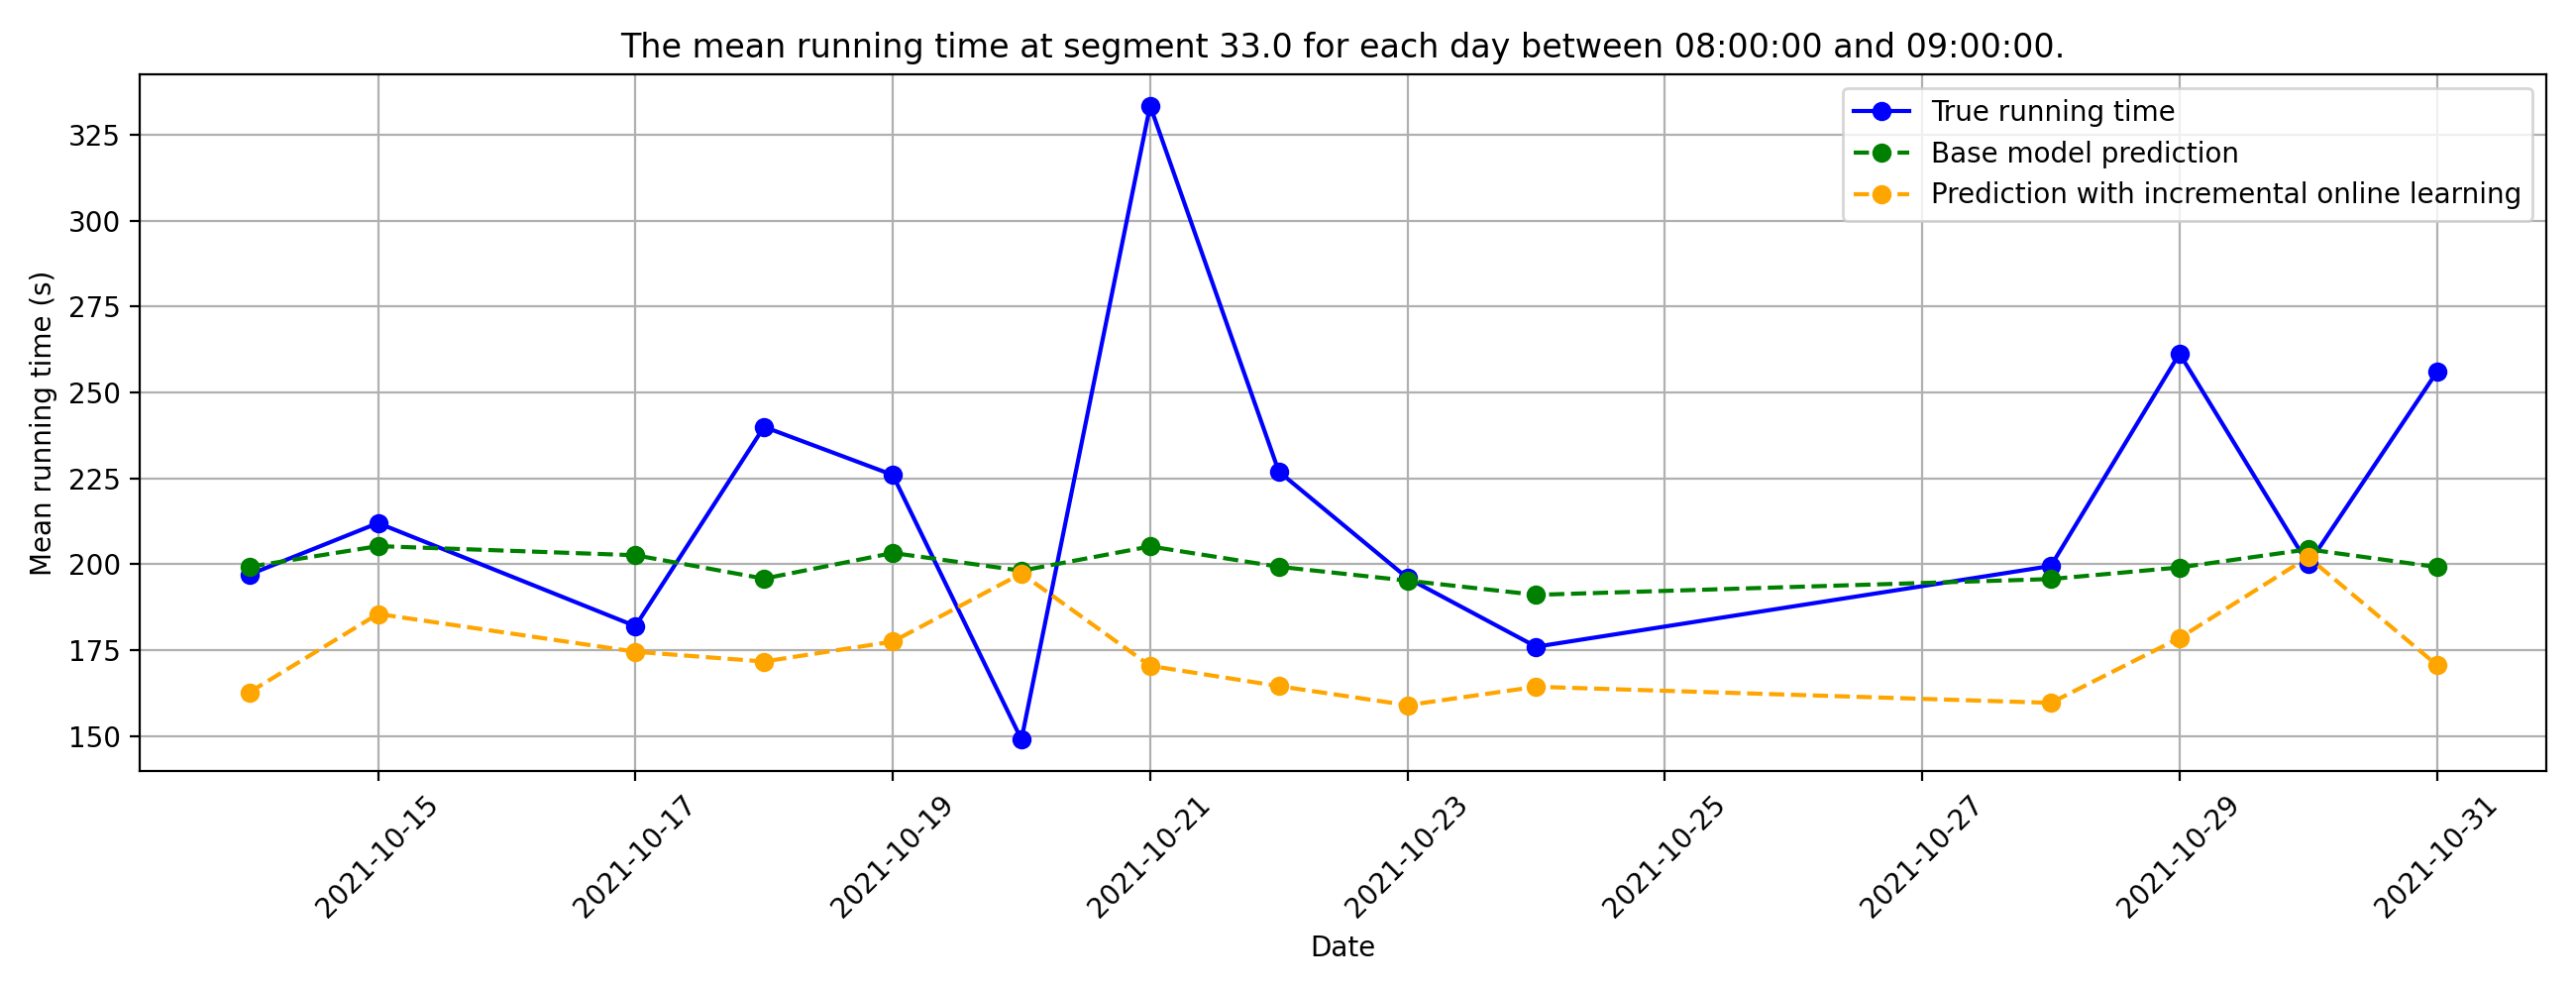 The mean running time at segment 33.0 for each day between 08:00:00 and 09:00:00.
True running time
Base model prediction
Prediction with incremental online learning
Mean running time (s)
325
300
275
250
225
200
175
150
2021-10-15
2021-10-17
2021-10-19
2021-10-21
2021-10-23
2021-10-25
2021-10-27
2021-10-29
2021-10-31
Date